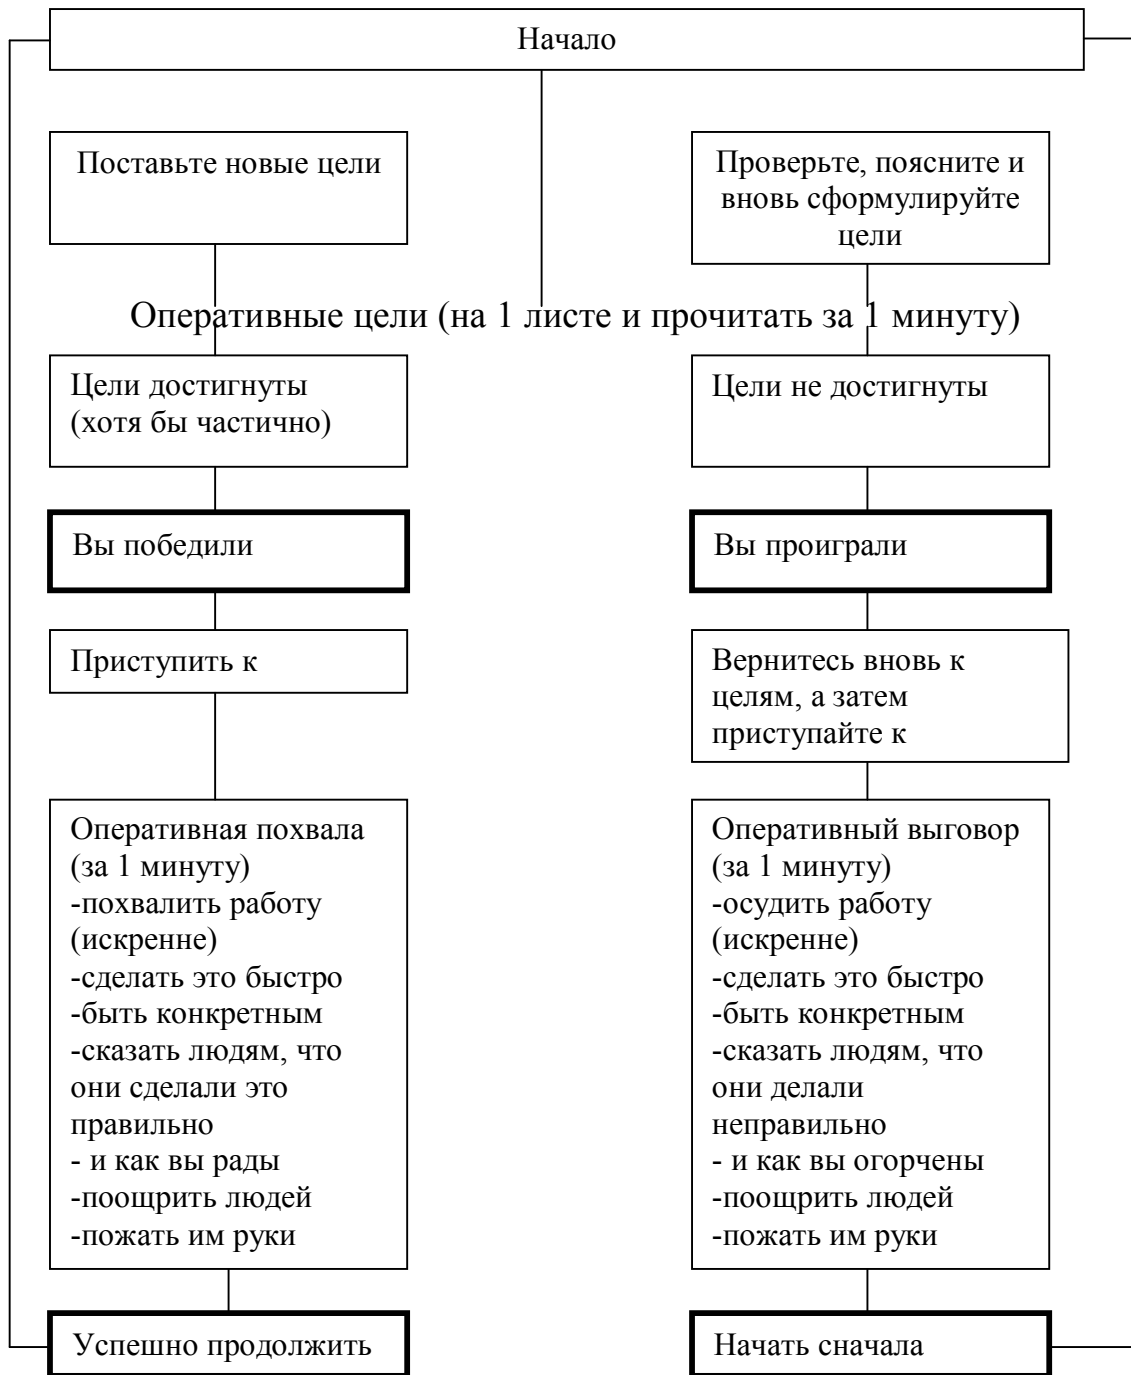 Начало
Поставьте новые цели
Проверьте, поясните и
вновь сформулируйте
цели
Оперативные цели (на 1 листе и прочитать за 1 минуту)
Цели достигнуты
(хотя бы частично)
Цели не достигнуты
Вы победили
Вы проиграли
Приступить к
Вернитесь вновь к
целям, а затем
приступайте к
Оперативная похвала
(за 1 минуту)
-похвалить работу
(искренне)
-сделать это быстро
-быть конкретным
-сказать людям, что
они сделали это
правильно
- и как вы рады
-поощрить людей
-пожать им руки
Оперативный выговор
(за 1 минуту)
-осудить работу
(искренне)
-сделать это быстро
-быть конкретным
-сказать людям, что
они делали
неправильно
- и как вы огорчены
-поощрить людей
-пожать им руки
Успешно продолжить
Начать сначала